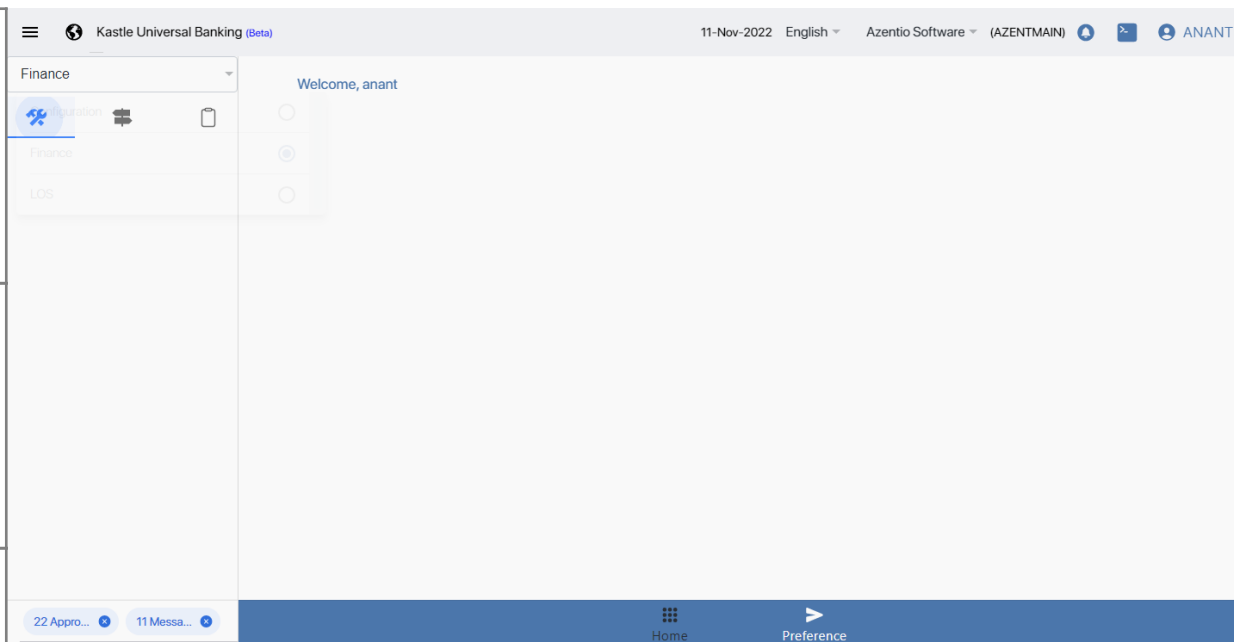 Kastle Universal Banking (Beta)
11-Nov-2022 English Azentio Software (AZENTMAIN) ANANT
Finance
Welcome, anant
Configuration
Finance
LOS
22 Appro... 11 Messa...
Home Preference